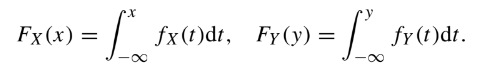 F_X(x) = ∫_{−∞}^{x} f_X(t)dt, F_Y(y) = ∫_{−∞}^{y} f_Y(t)dt.